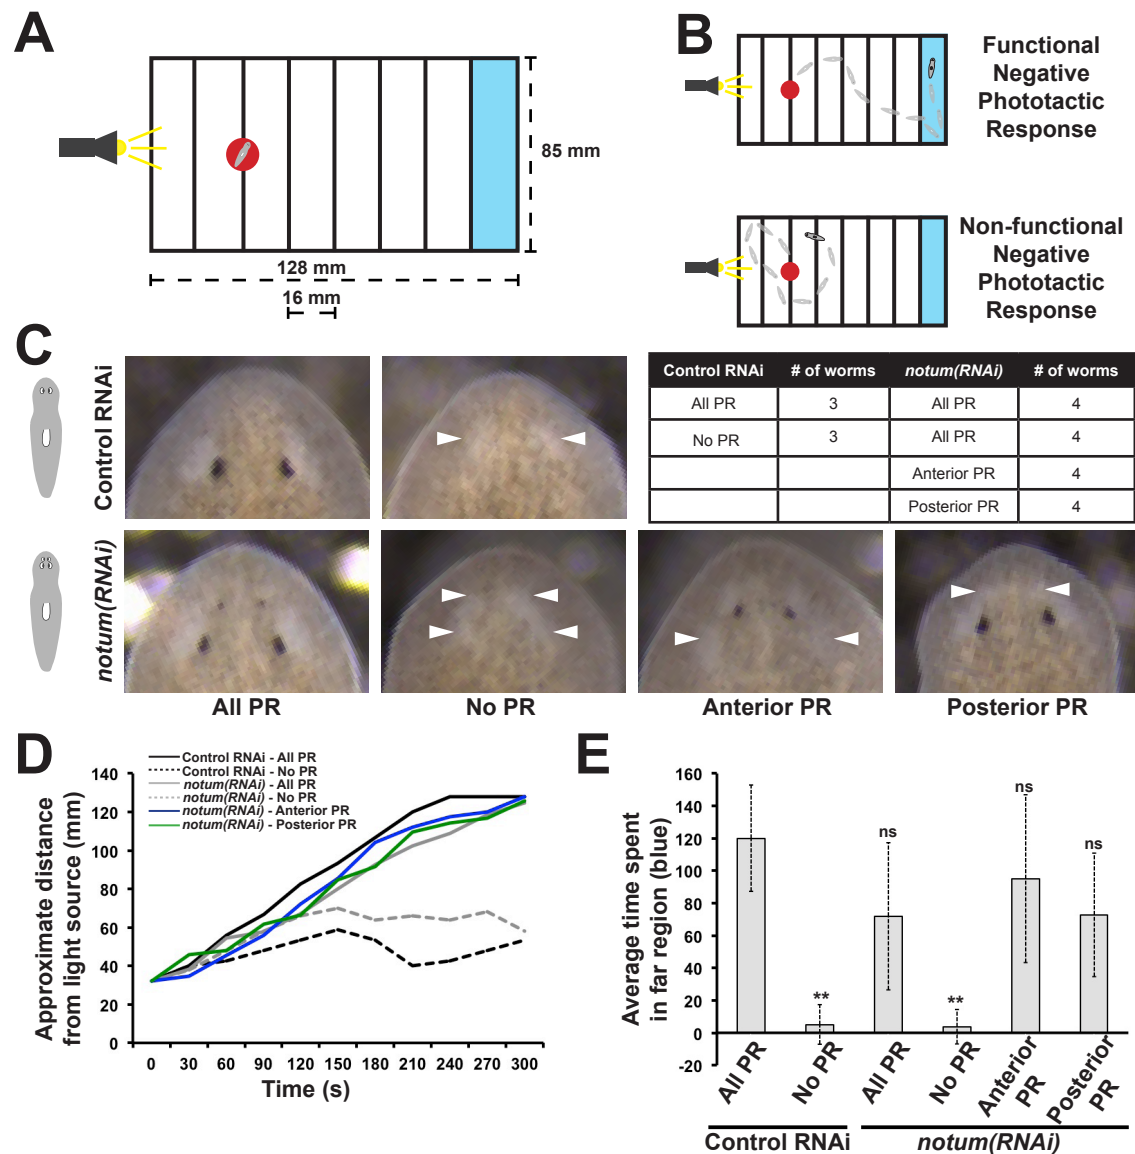 A
85 mm
128 mm
16 mm
B
Functional
Negative
Phototactic
Response
Non-functional
Negative
Phototactic
Response
C
Control RNAi
notum(RNAi)
Control RNAi # of worms notum(RNAi) # of worms
All PR 3 All PR 4
No PR 3 All PR 4
Anterior PR 4
Posterior PR 4
All PR No PR Anterior PR Posterior PR
D
Control RNAi - All PR
Control RNAi - No PR
notum(RNAi) - All PR
notum(RNAi) - No PR
notum(RNAi) - Anterior PR
notum(RNAi) - Posterior PR
Approximate distance
from light source (mm)
140
120
100
80
60
40
20
0
0 30 60 90 120 150 180 210 240 270 300
Time (s)
E
Average time spent
in far region (blue)
160
140
120
100
80
60
40
20
0
-20
**
ns
**
ns
ns
All PR
No PR
All PR
No PR
Anterior
PR
Posterior
PR
Control RNAi notum(RNAi)